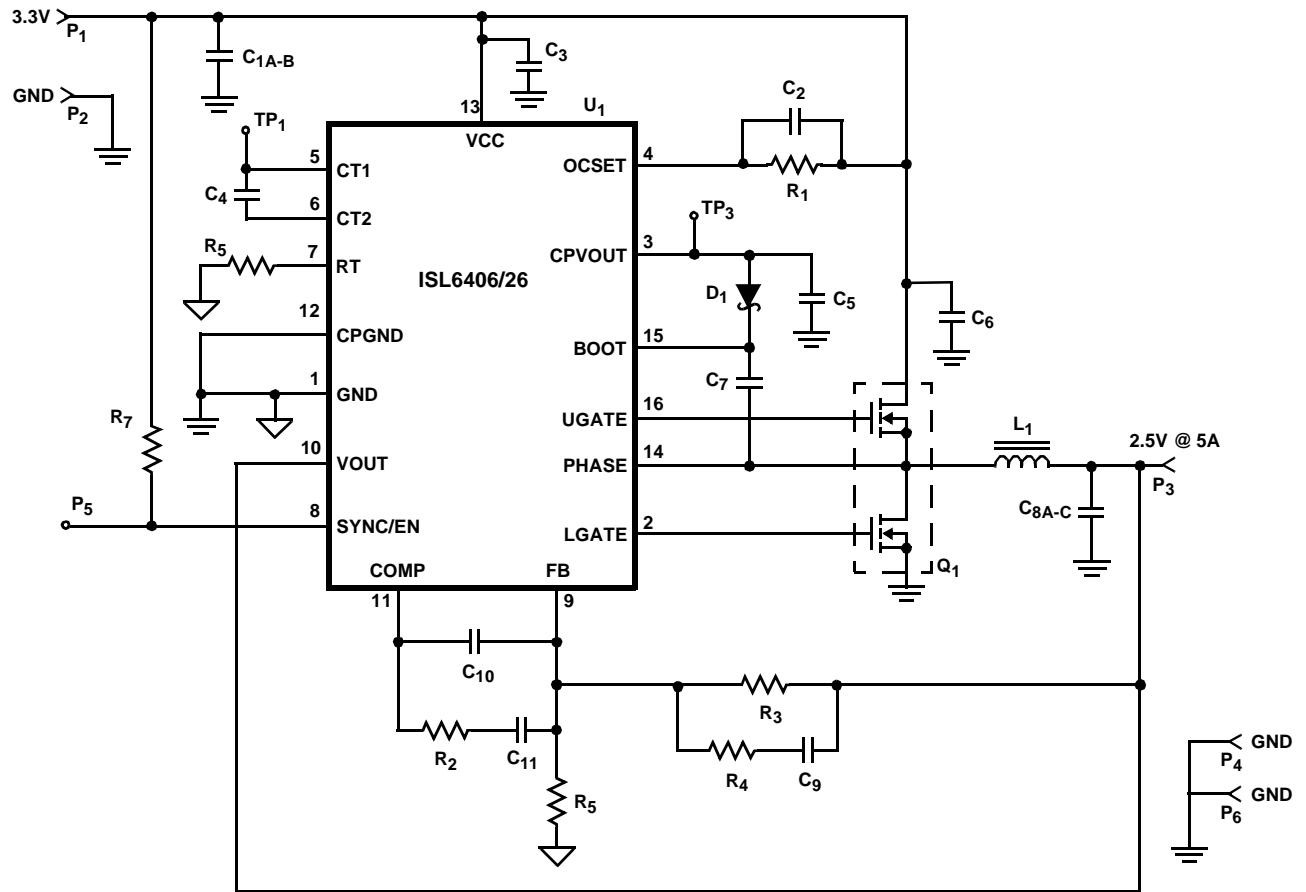 3.3V
P1
C1A-B
C3
GND
P2
13
U1
C2
TP1
VCC
5
CT1
OCSET
4
R1
C4
6
CT2
TP3
R5
7
RT
CPVOUT
3
ISL6406/26
D1
C5
12
CPGND
C6
BOOT
15
1
GND
C7
R7
UGATE
16
L1
2.5V @ 5A
10
VOUT
PHASE
14
P3
P5
8
SYNC/EN
C8A-C
LGATE
2
COMP
FB
Q1
11
9
C10
R3
R2
C11
R4
C9
GND
P4
R5
GND
P6